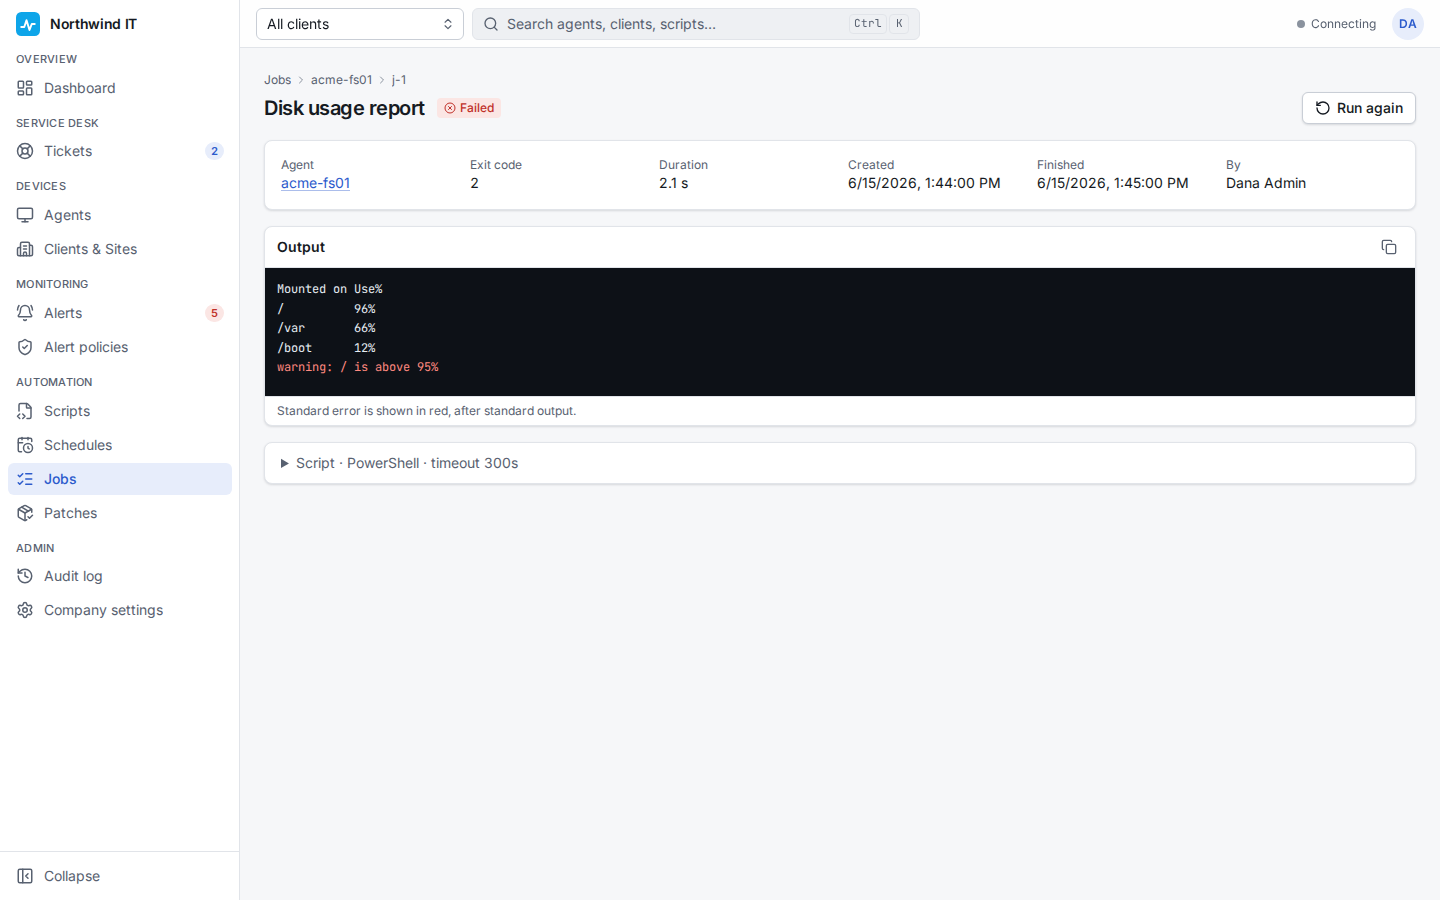 Northwind IT
All clients
Search agents, clients, scripts...
Ctrl K
Connecting
DA
OVERVIEW
Dashboard
SERVICE DESK
Tickets 2
DEVICES
Agents
Clients & Sites
MONITORING
Alerts 5
Alert policies
AUTOMATION
Scripts
Schedules
Jobs
Patches
ADMIN
Audit log
Company settings
Collapse
Jobs > acme-fs01 > j-1
Disk usage report
Failed
Run again
Agent
acme-fs01
Exit code
2
Duration
2.1 s
Created
6/15/2026, 1:44:00 PM
Finished
6/15/2026, 1:45:00 PM
By
Dana Admin
Output
Mounted on Use%
/ 96%
/var 66%
/boot 12%
warning: / is above 95%
Standard error is shown in red, after standard output.
Script · PowerShell · timeout 300s